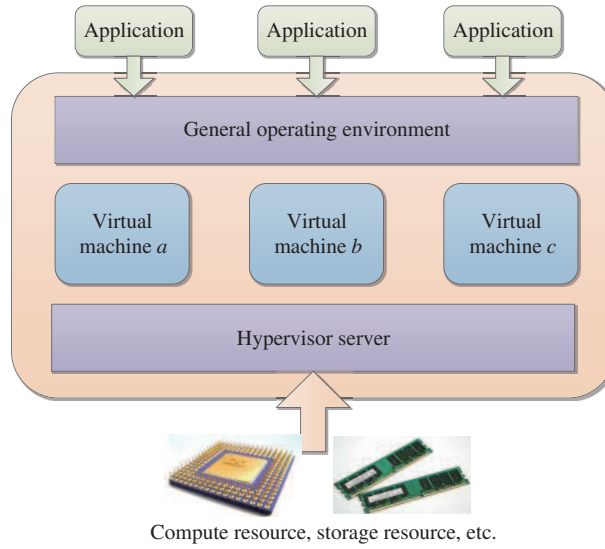 Application
Application
Application
General operating environment
Virtual
machine a
Virtual
machine b
Virtual
machine c
Hypervisor server
Compute resource, storage resource, etc.